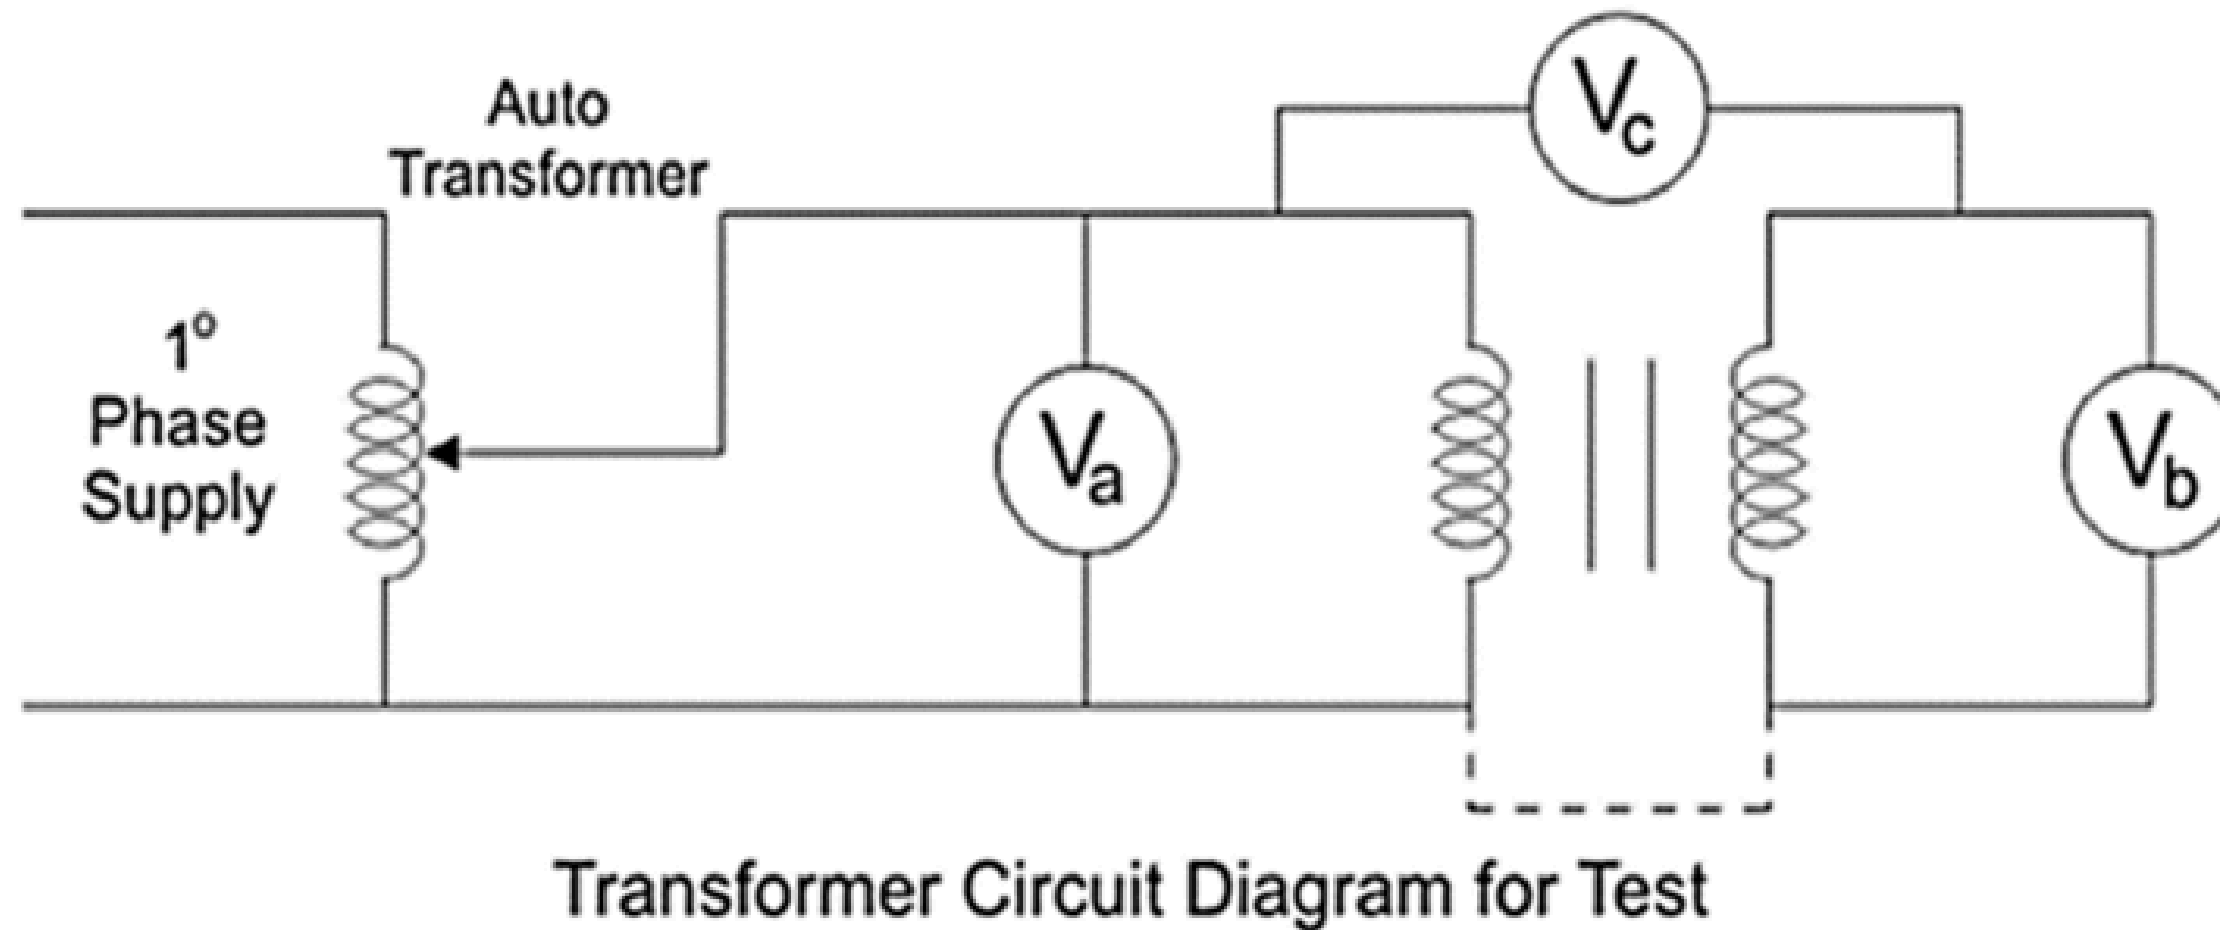 Auto
Transformer
1°
Phase
Supply
Va
Vc
Vb
Transformer Circuit Diagram for Test